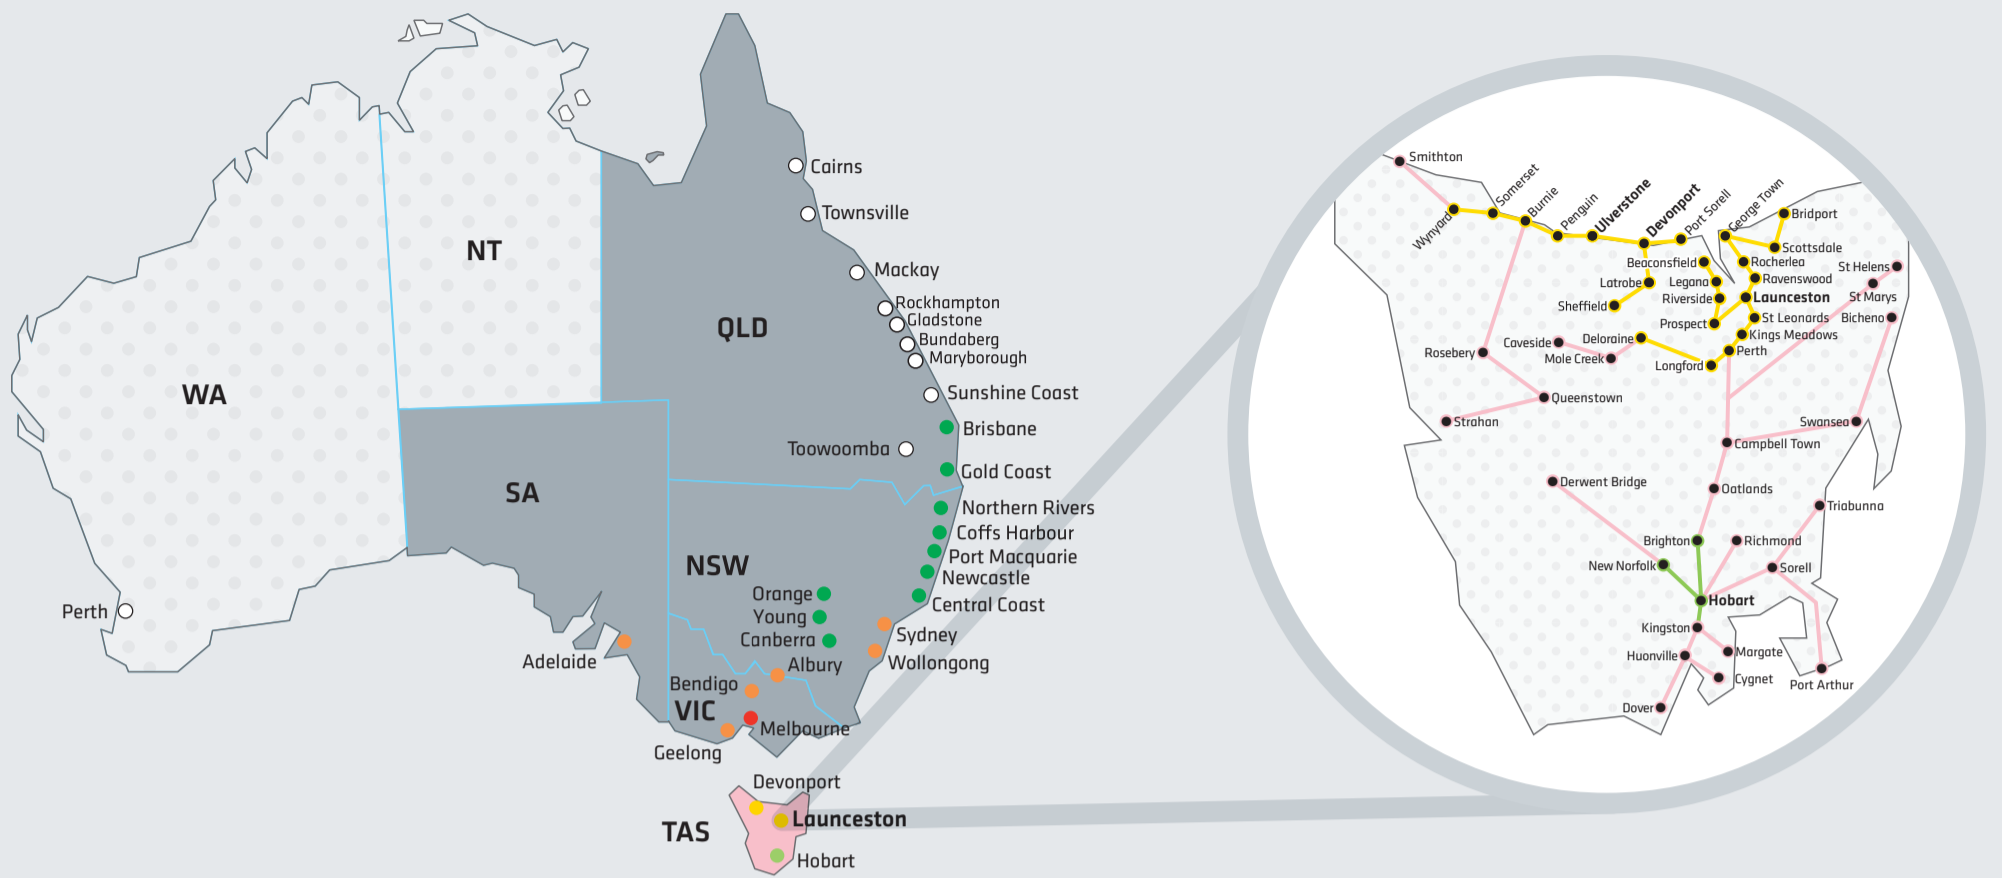 Cairns
Townsville
NT
Mackay
Rockhampton
Gladstone
QLD
Bundaberg
Maryborough
WA
Sunshine Coast
Brisbane
Toowoomba
Gold Coast
SA
Northern Rivers
Coffs Harbour
Port Macquarie
NSW
Newcastle
Orange
Central Coast
Perth
Young
Sydney
Canberra
Adelaide
Albury
Wollongong
Bendigo
VIC
Melbourne
Geelong
Devonport
Launceston
TAS
Hobart
Smithton
Wynyard
Somerset
Burnie
Penguin
Ulverstone
Devonport
Port Sorell
George Town
Bridport
Scottsdale
Beaconsfield
Rocherlea
St Helens
Latrobe
Legana
Ravenswood
Sheffield
Riverside
Launceston
St Marys
Prospect
St Leonards
Bicheno
Caveside
Deloraine
Kings Meadows
Rosebery
Mole Creek
Perth
Longford
Queenstown
Strahan
Swansea
Campbell Town
Derwent Bridge
Oatlands
Triabunna
Brighton
Richmond
New Norfolk
Sorell
Hobart
Kingston
Huonville
Margate
Cygnet
Port Arthur
Dover